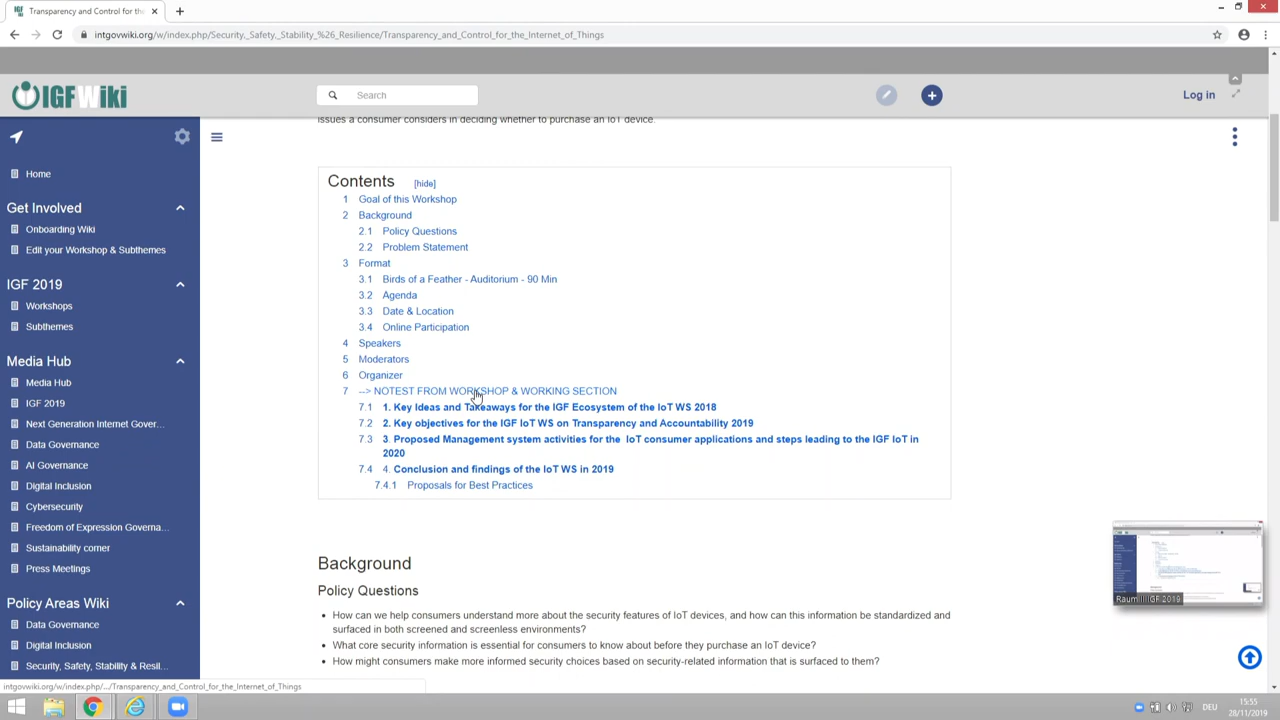 Transparency and Control for the
intgovwiki.org/w/index.php/Security,_Safety,_Stability_%26_Resilience/Transparency_and_Control_for_the_Internet_of_Things
IGFWiki
Search
Log in
issues a consumer considers in deciding whether to purchase an IoT device.
Home
Get Involved
Onboarding Wiki
Edit your Workshop & Subthemes
IGF 2019
Workshops
Subthemes
Media Hub
Media Hub
IGF 2019
Next Generation Internet Gover...
Data Governance
AI Governance
Digital Inclusion
Cybersecurity
Freedom of Expression Governa...
Sustainability corner
Press Meetings
Policy Areas Wiki
Data Governance
Digital Inclusion
Security, Safety, Stability & Resil...
Contents [hide]
1 Goal of this Workshop
2 Background
2.1 Policy Questions
2.2 Problem Statement
3 Format
3.1 Birds of a Feather - Auditorium - 90 Min
3.2 Agenda
3.3 Date & Location
3.4 Online Participation
4 Speakers
5 Moderators
6 Organizer
7 --> NOTEST FROM WORKSHOP & WORKING SECTION
7.1 1. Key Ideas and Takeaways for the IGF Ecosystem of the IoT WS 2018
7.2 2. Key objectives for the IGF IoT WS on Transparency and Accountability 2019
7.3 3. Proposed Management system activities for the IoT consumer applications and steps leading to the IGF IoT in
2020
7.4 4. Conclusion and findings of the IoT WS in 2019
7.4.1 Proposals for Best Practices
Background
Policy Questions
How can we help consumers understand more about the security features of IoT devices, and how can this information be standardized and
surfaced in both screened and screenless environments?
What core security information is essential for consumers to know about before they purchase an IoT device?
How might consumers make more informed security choices based on security-related information that is surfaced to them?
Raum II IGF 2019
intgovwiki.org/w/index.php/.../Transparency_and_Control_for_the_Internet_of_Things
DEU
15:55
28/11/2019